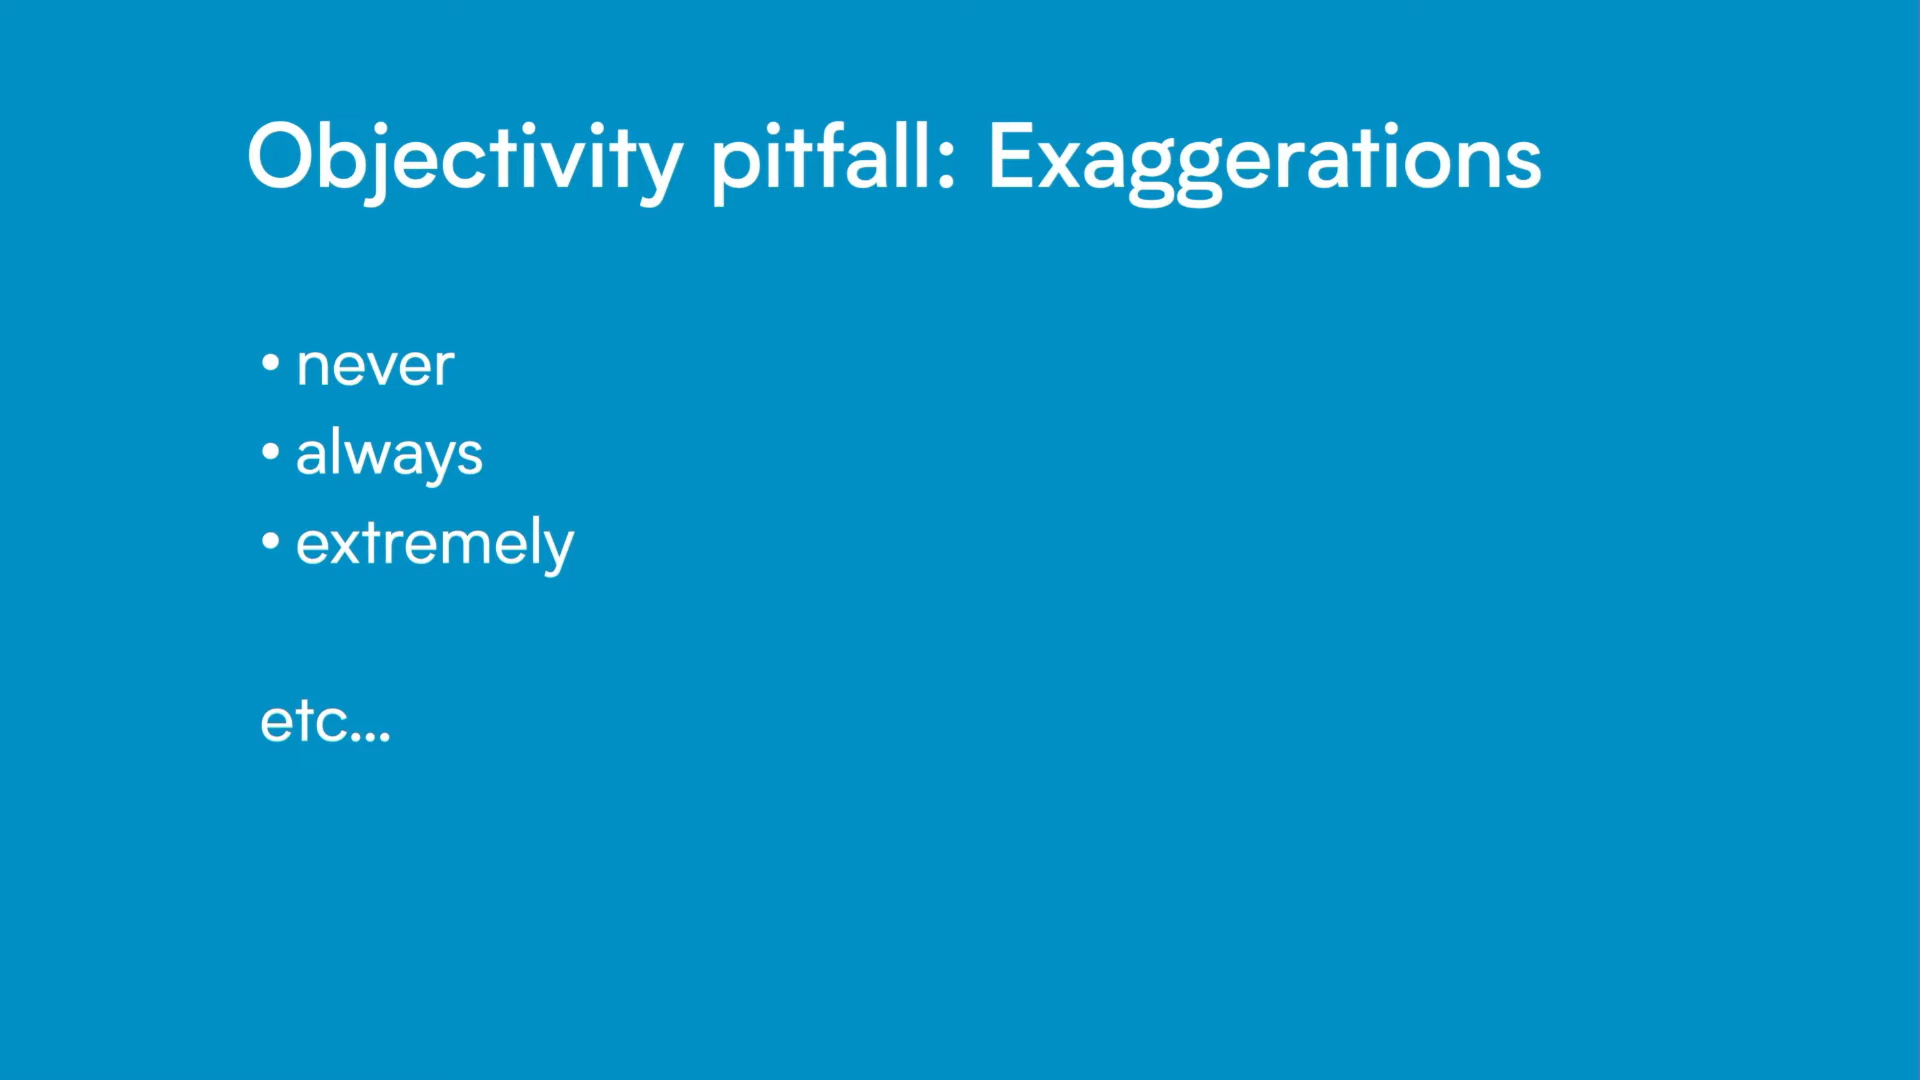 Objectivity pitfall: Exaggerations
• never
• always
• extremely
etc...